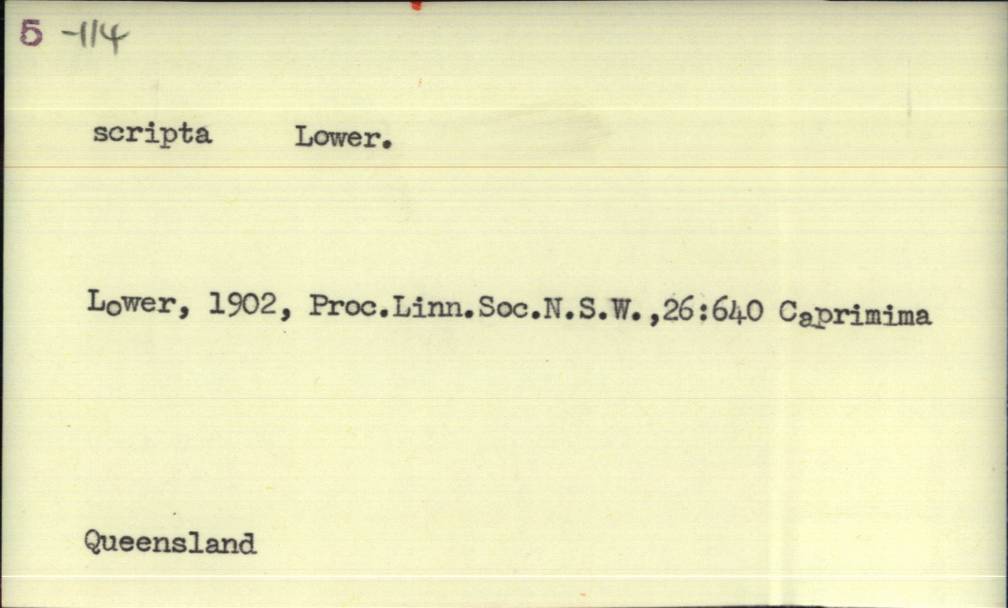 5 -114
scripta Lower.
Lower, 1902, Proc.Linn.Soc.N.S.W.,26:640 Caprimima
Queensland